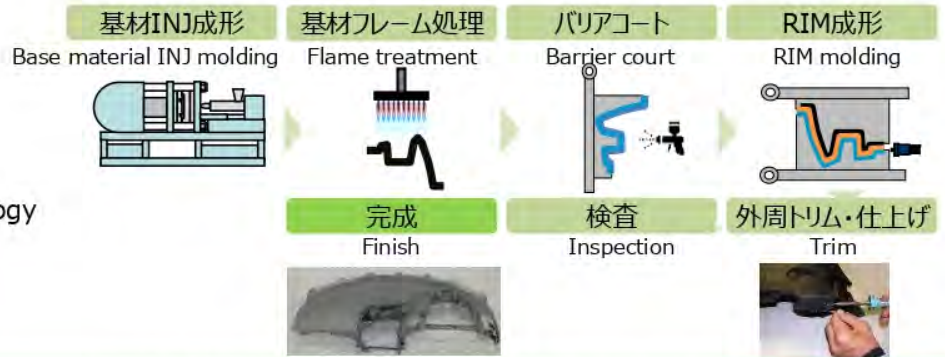 基材INJ成形
Base material INJ molding
基材フレーム処理
Flame treatment
バリアコート
Barrier court
RIM成形
RIM molding
外周トリム・仕上げ
Trim
検査
Inspection
完成
Finish
ogy